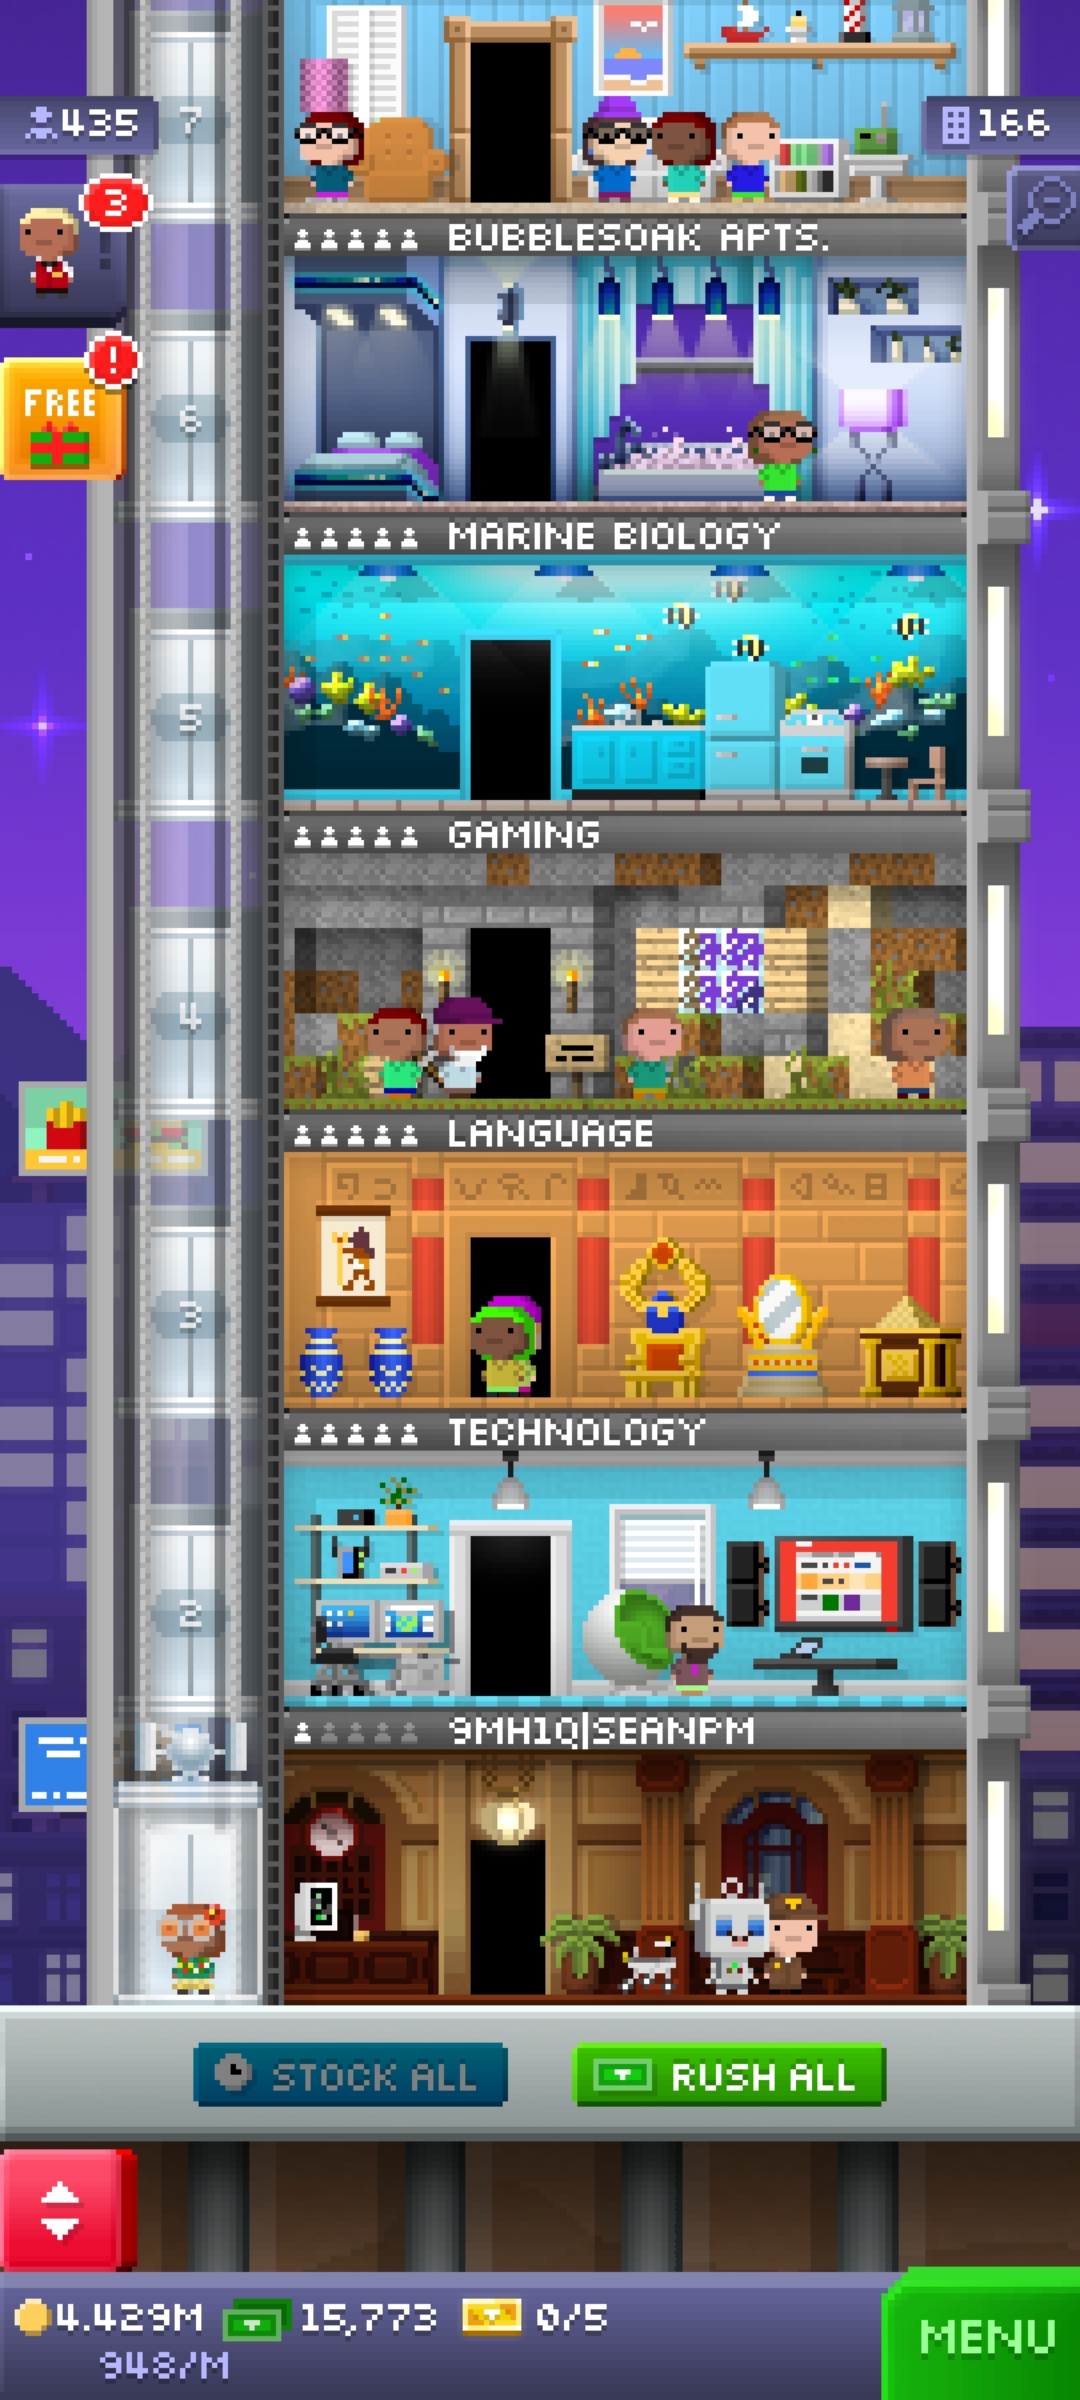 7
435
166
3
BUBBLESOAK APTS.
!
FREE
6
MARINE BIOLOGY
5
GAMING
4
LANGUAGE
3
TECHNOLOGY
2
9MH1Q|SEANPM
STOCK ALL
RUSH ALL
4.429M
15,773
0/5
948/M
MENU